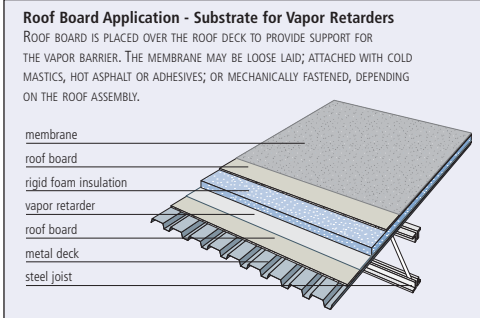 Roof Board Application - Substrate for Vapor Retarders
ROOF BOARD IS PLACED OVER THE ROOF DECK TO PROVIDE SUPPORT FOR
THE VAPOR BARRIER. THE MEMBRANE MAY BE LOOSE LAID; ATTACHED WITH COLD
MASTICS, HOT ASPHALT OR ADHESIVES; OR MECHANICALLY FASTENED, DEPENDING
ON THE ROOF ASSEMBLY.
membrane
roof board
rigid foam insulation
vapor retarder
roof board
metal deck
steel joist